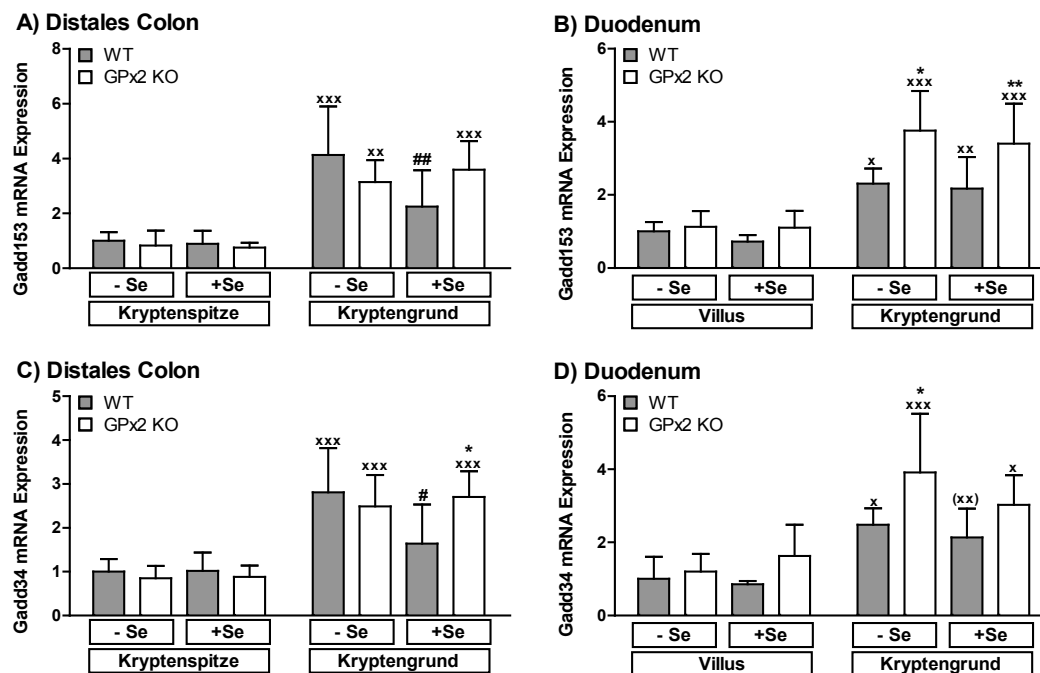 A) Distales Colon
WT
GPx2 KO
Gadd153 mRNA Expression
8
6
4
2
0
xxx
xx
##
xxx
- Se
+Se
- Se
+Se
Kryptenspitze
Kryptengrund
B) Duodenum
WT
GPx2 KO
Gadd153 mRNA Expression
6
4
2
0
x
*
xxx
xx
**
xxx
- Se
+Se
- Se
+Se
Villus
Kryptengrund
C) Distales Colon
WT
GPx2 KO
Gadd34 mRNA Expression
5
4
3
2
1
0
xxx
xxx
#
*
xxx
- Se
+Se
- Se
+Se
Kryptenspitze
Kryptengrund
D) Duodenum
WT
GPx2 KO
Gadd34 mRNA Expression
6
4
2
0
x
*
xxx
(xx)
x
- Se
+Se
- Se
+Se
Villus
Kryptengrund